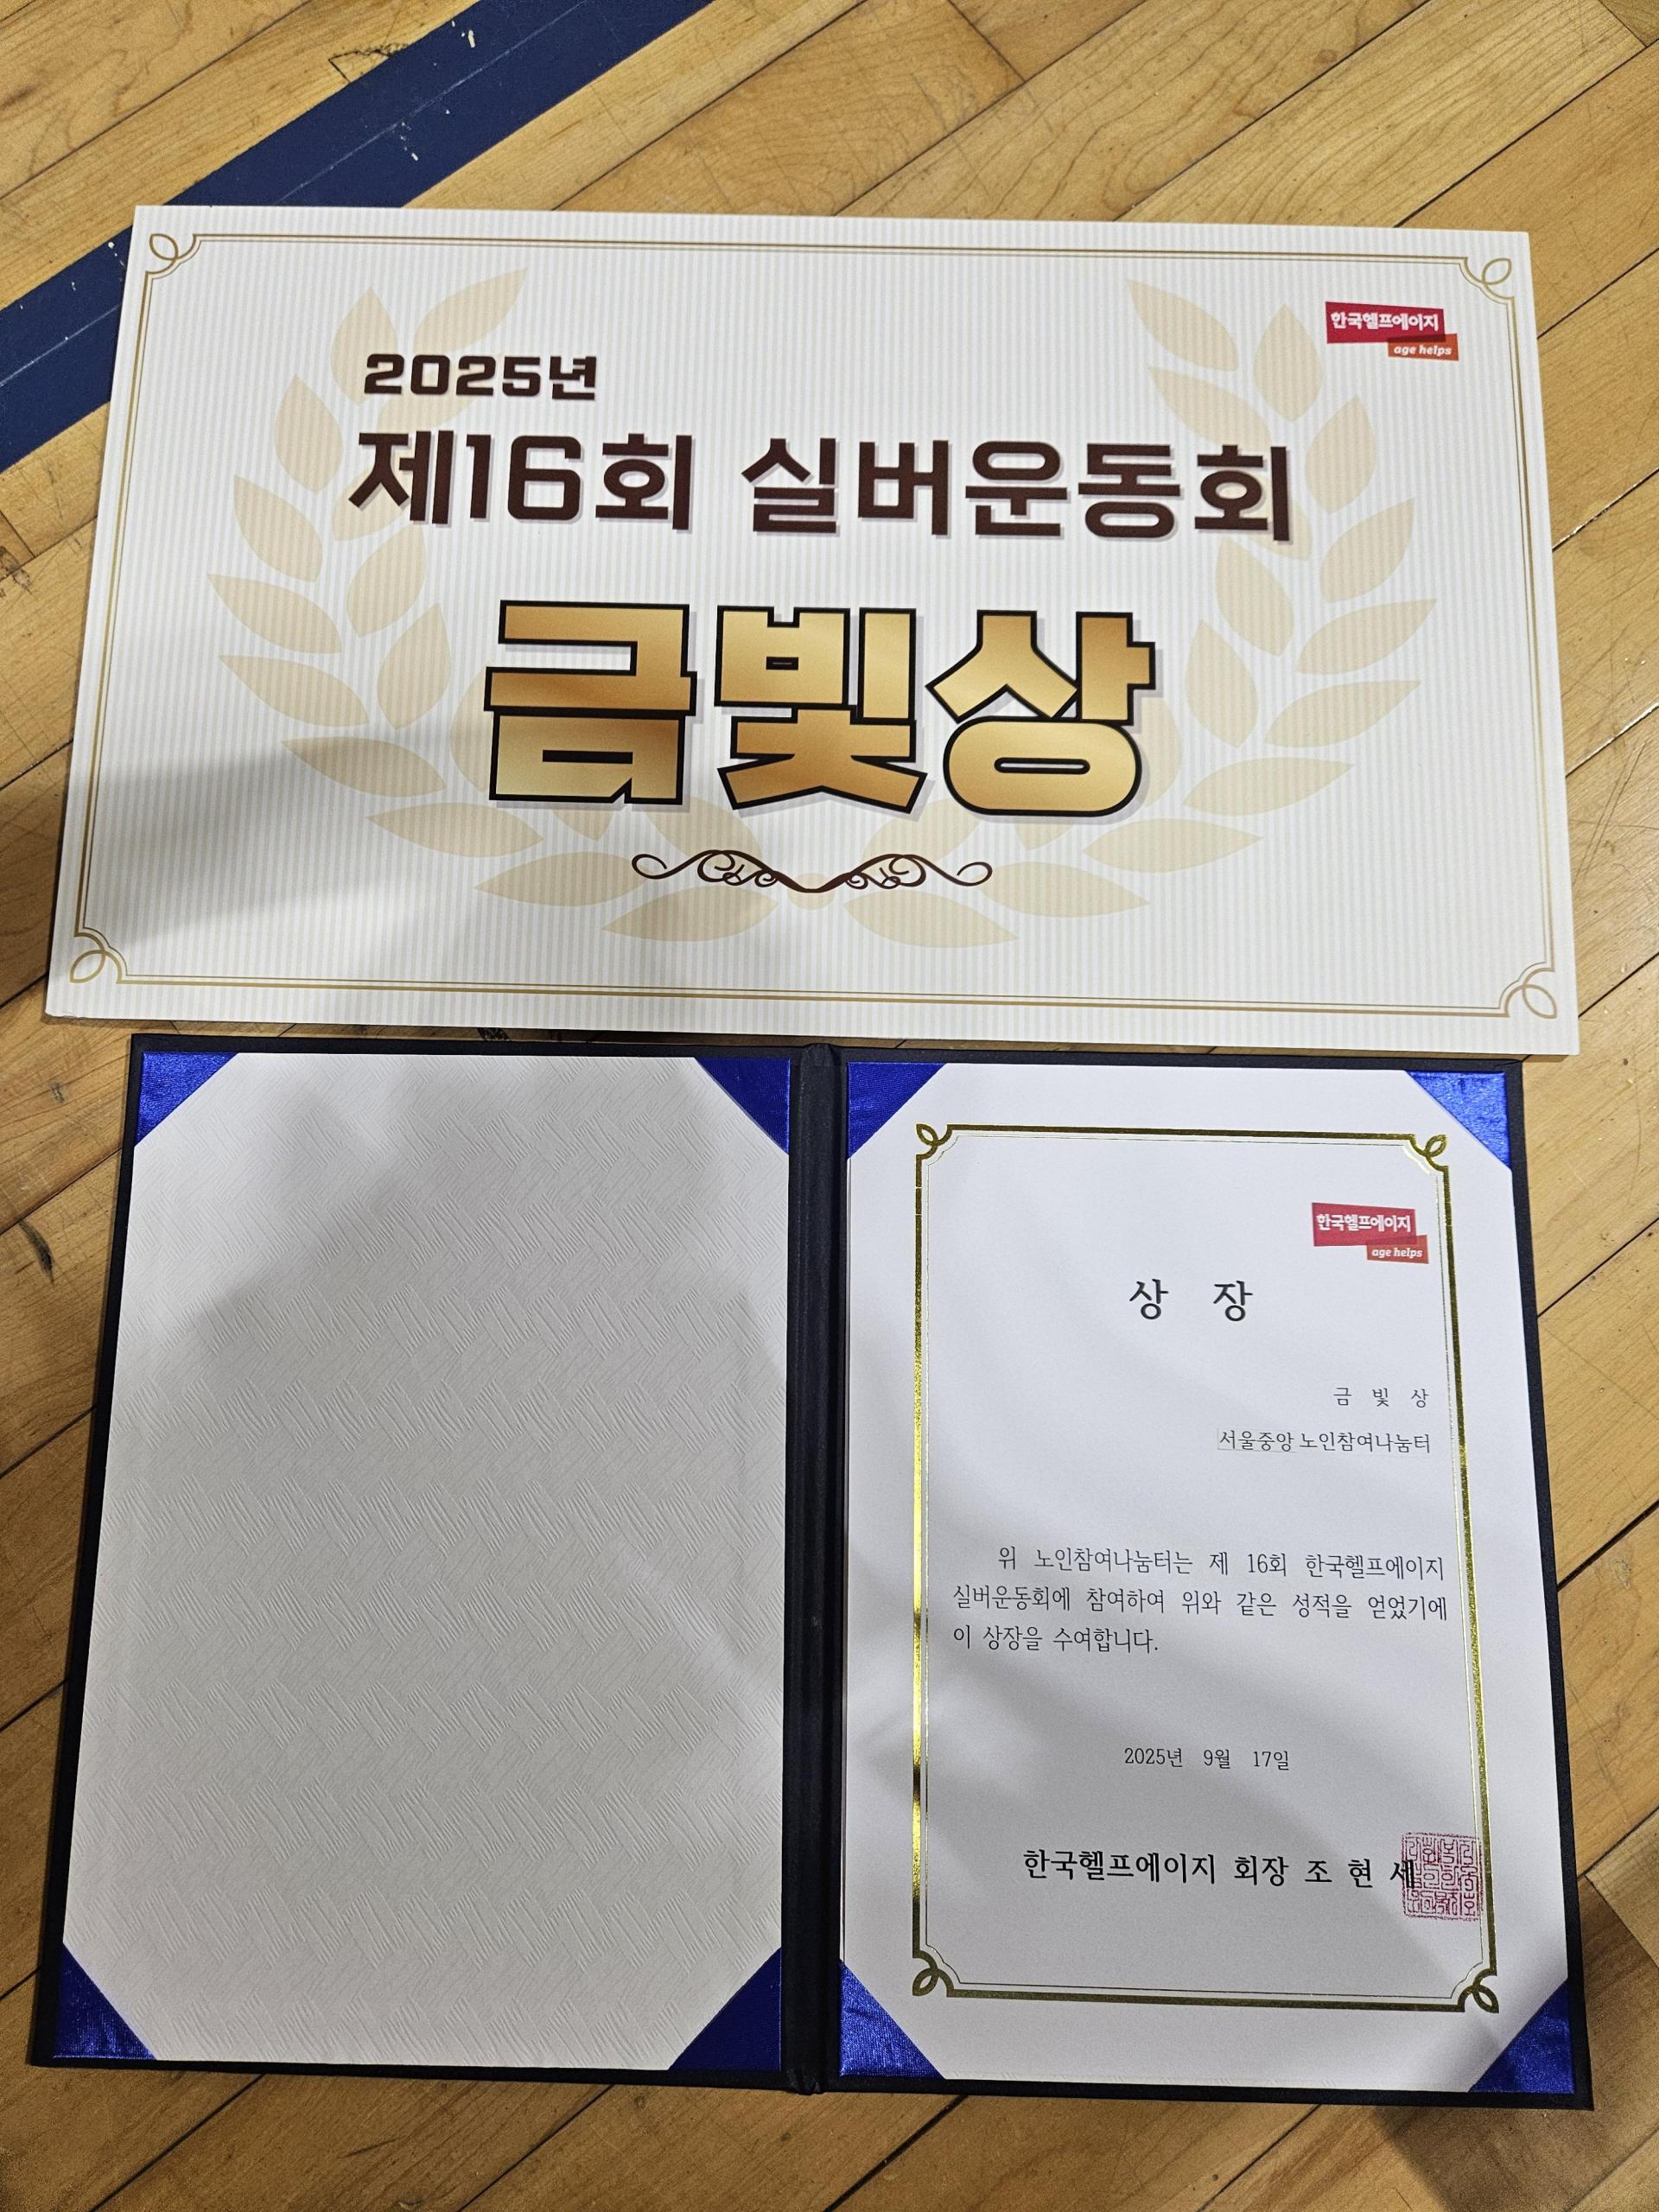 한국헬프에이지
age helps
2025년
제16회 실버운동회
금빛상
한국헬프에이지
age helps
상 장
금 빛 상
서울중앙 노인참여나눔터
위 노인참여나눔터는 제 16회 한국헬프에이지
실버운동회에 참여하여 위와 같은 성적을 얻었기에
이 상장을 수여합니다.
2025년 9월 17일
한국헬프에이지 회장 조 현 세